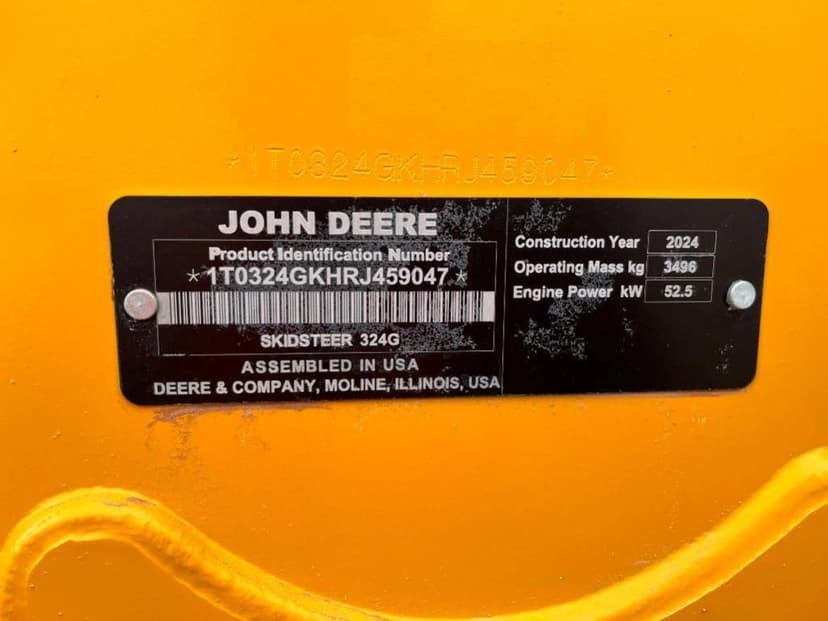 *1T0324GKHRJ459047*
JOHN DEERE
Product Identification Number
*1T0324GKHRJ459047*
SKIDSTEER 324G
ASSEMBLED IN USA
DEERE & COMPANY, MOLINE, ILLINOIS, USA
Construction Year 2024
Operating Mass kg 3496
Engine Power kW 52.5